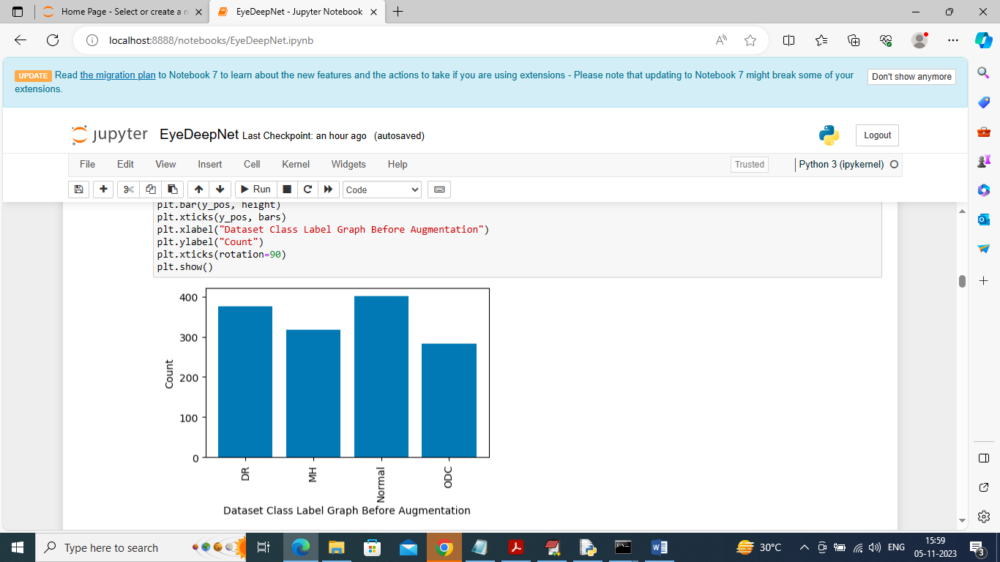 Home Page - Select or create a n
EyeDeepNet - Jupyter Notebook
localhost:8888/notebooks/EyeDeepNet.ipynb
UPDATE Read the migration plan to Notebook 7 to learn about the new features and the actions to take if you are using extensions - Please note that updating to Notebook 7 might break some of your
extensions.
Don't show anymore
jupyter EyeDeepNet Last Checkpoint: an hour ago (autosaved)
Logout
File Edit View Insert Cell Kernel Widgets Help
Trusted
Python 3 (ipykernel)
Run
Code
plt.bar(y_pos, height)
plt.xticks(y_pos, bars)
plt.xlabel("Dataset Class Label Graph Before Augmentation")
plt.ylabel("Count")
plt.xticks(rotation=90)
plt.show()
400
300
200
100
0
Count
DR
MH
Normal
ODC
Dataset Class Label Graph Before Augmentation
Type here to search
30°C
ENG
15:59
05-11-2023
3